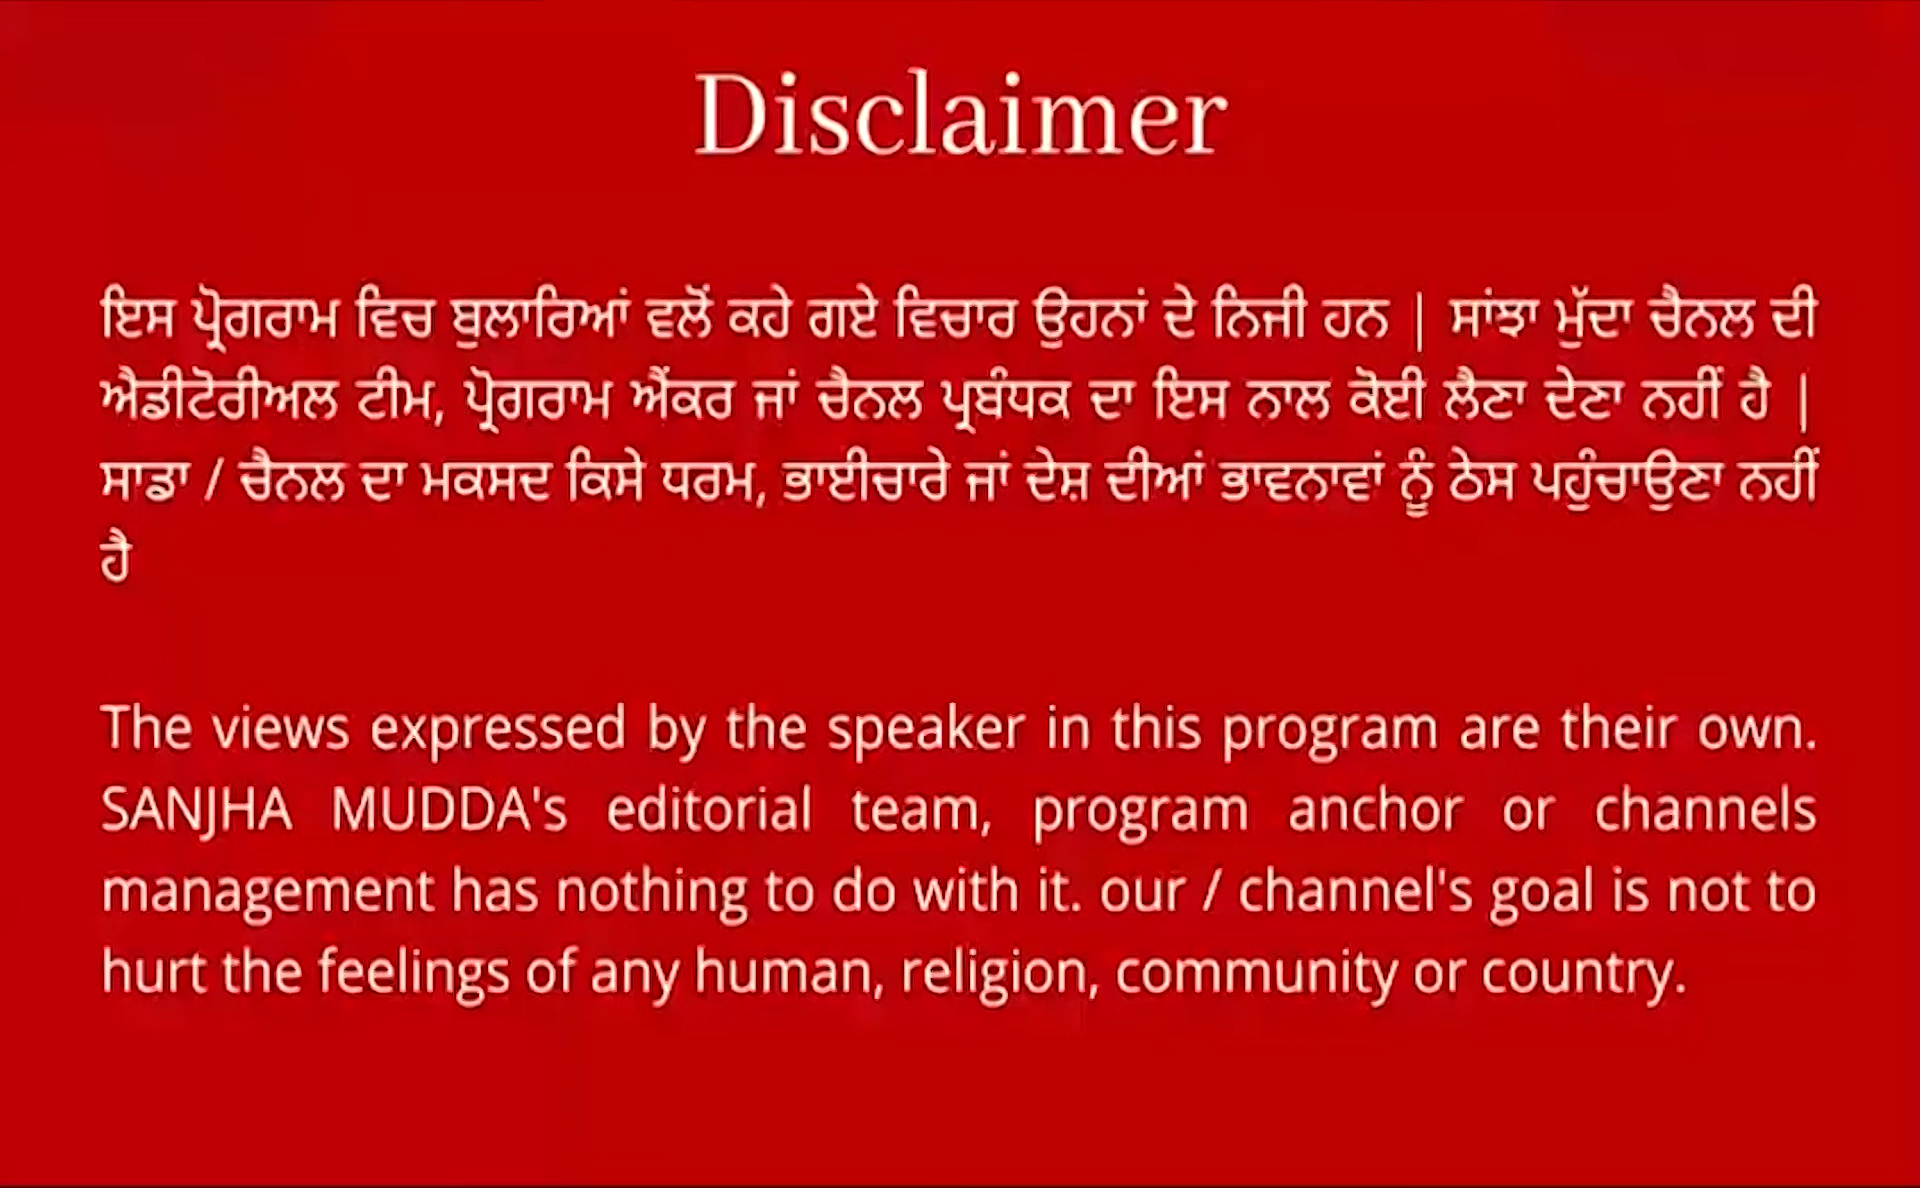 Disclaimer
ਇਸ ਪ੍ਰੋਗਰਾਮ ਵਿਚ ਬੁਲਾਰਿਆਂ ਵਲੋਂ ਕਹੇ ਗਏ ਵਿਚਾਰ ਉਹਨਾਂ ਦੇ ਨਿਜੀ ਹਨ | ਸਾਂਝਾ ਮੁੱਦਾ ਚੈਨਲ ਦੀ
ਐਡੀਟੋਰੀਅਲ ਟੀਮ, ਪ੍ਰੋਗਰਾਮ ਐਂਕਰ ਜਾਂ ਚੈਨਲ ਪ੍ਰਬੰਧਕ ਦਾ ਇਸ ਨਾਲ ਕੋਈ ਲੈਣਾ ਦੇਣਾ ਨਹੀਂ ਹੈ |
ਸਾਡਾ / ਚੈਨਲ ਦਾ ਮਕਸਦ ਕਿਸੇ ਧਰਮ, ਭਾਈਚਾਰੇ ਜਾਂ ਦੇਸ਼ ਦੀਆਂ ਭਾਵਨਾਵਾਂ ਨੂੰ ਠੇਸ ਪਹੁੰਚਾਉਣਾ ਨਹੀਂ
ਹੈ
The views expressed by the speaker in this program are their own.
SANJHA MUDDA's editorial team, program anchor or channels
management has nothing to do with it. our / channel's goal is not to
hurt the feelings of any human, religion, community or country.